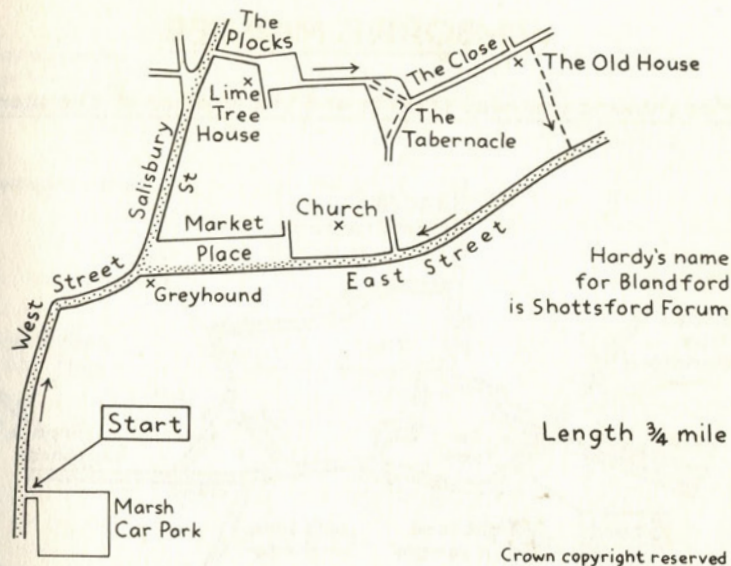 The
Plocks
The Close
The Old House
Lime
Tree
House
The
Tabernacle
Salisbury
St
Market
Place
Church
East Street
West Street
Greyhound
Hardy's name
for Blandford
is Shottsford Forum
Start
Length ¾ mile
Marsh
Car Park
Crown copyright reserved